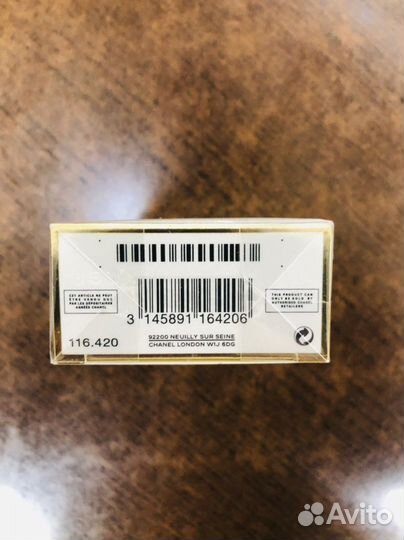 CET ARTICLE NE PEUT
ÊTRE VENDU QUE
PAR LES DÉPOSITAIRES
AGRÉÉS CHANEL
THIS PRODUCT CAN
ONLY BE SOLD BY
AUTHORISED CHANEL
RETAILERS
3 145891 164206
116.420
92200 NEUILLY SUR SEINE
CHANEL LONDON W1J 6DG
Avito